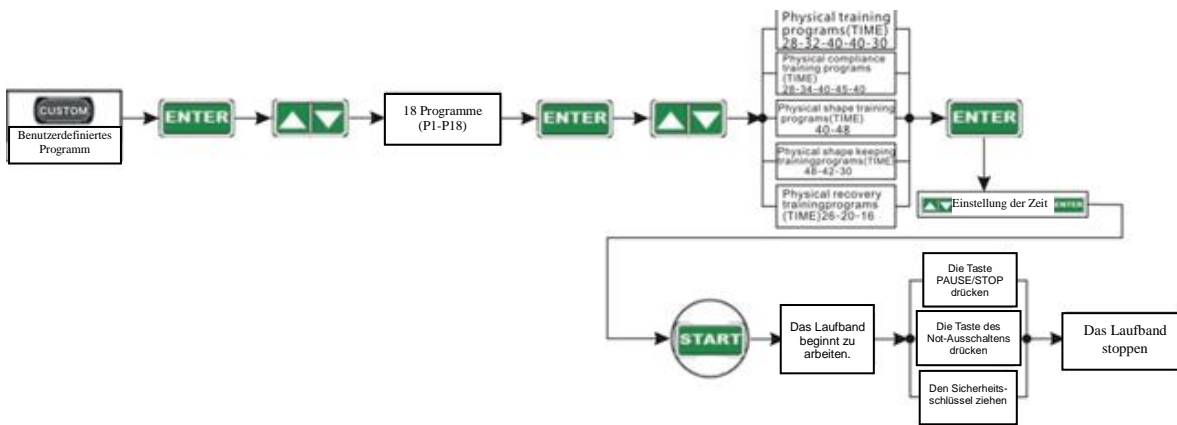 CUSTOM
Benutzerdefiniertes
Programm
ENTER
18 Programme
(P1-P18)
ENTER
Physical training
programs(TIME)
28-32-40-40-30
Physical compliance
training programs
(TIME)
28-34-40-45-40
Physical shape training
programs(TIME)
40-48
Physical shape keeping
trainingprograms(TIME)
48-42-30
Physical recovery
trainingprograms
(TIME)26-20-16
ENTER
Einstellung der Zeit
ENTER
START
Das Laufband
beginnt zu
arbeiten.
Die Taste
PAUSE/STOP
drücken
Die Taste des
Not-Ausschaltens
drücken
Den Sicherheits-
schlüssel ziehen
Das Laufband
stoppen